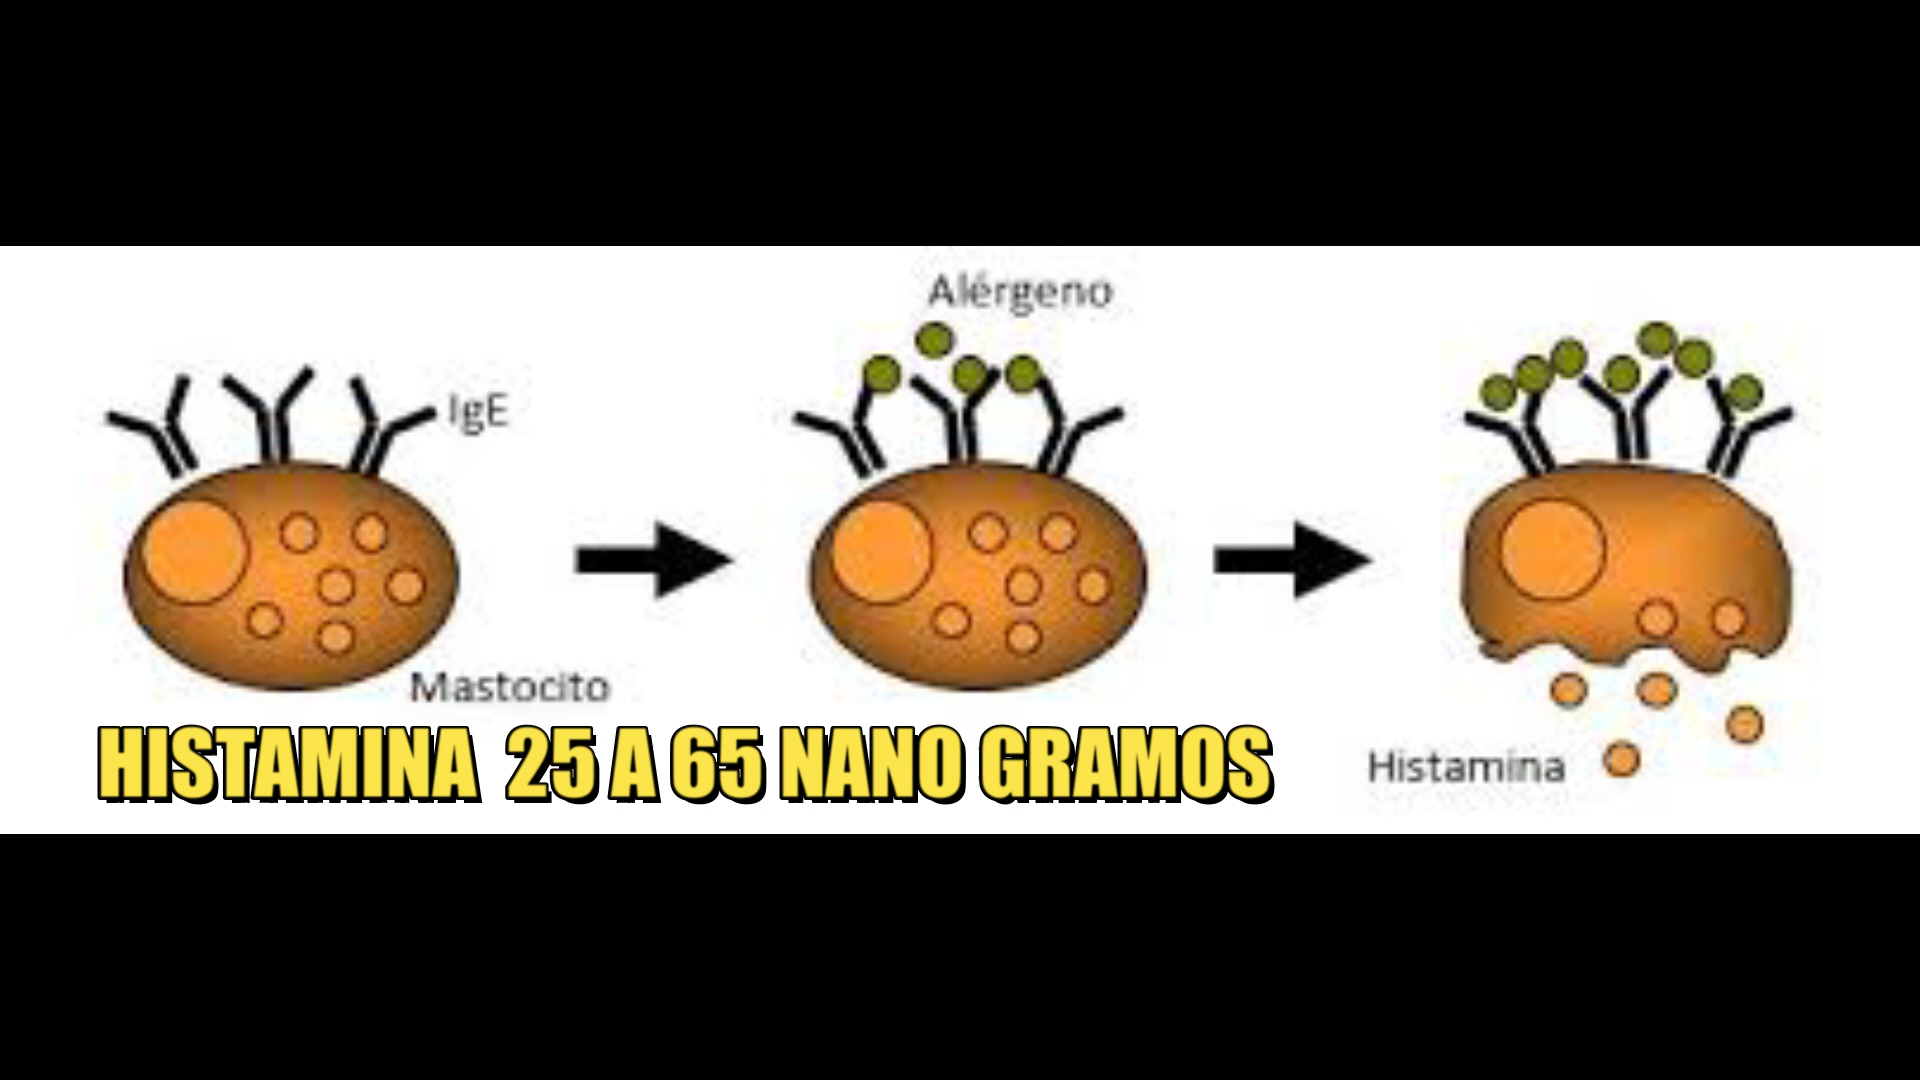 Alérgeno
IgE
Mastocito
HISTAMINA 25 A 65 NANO GRAMOS
Histamina